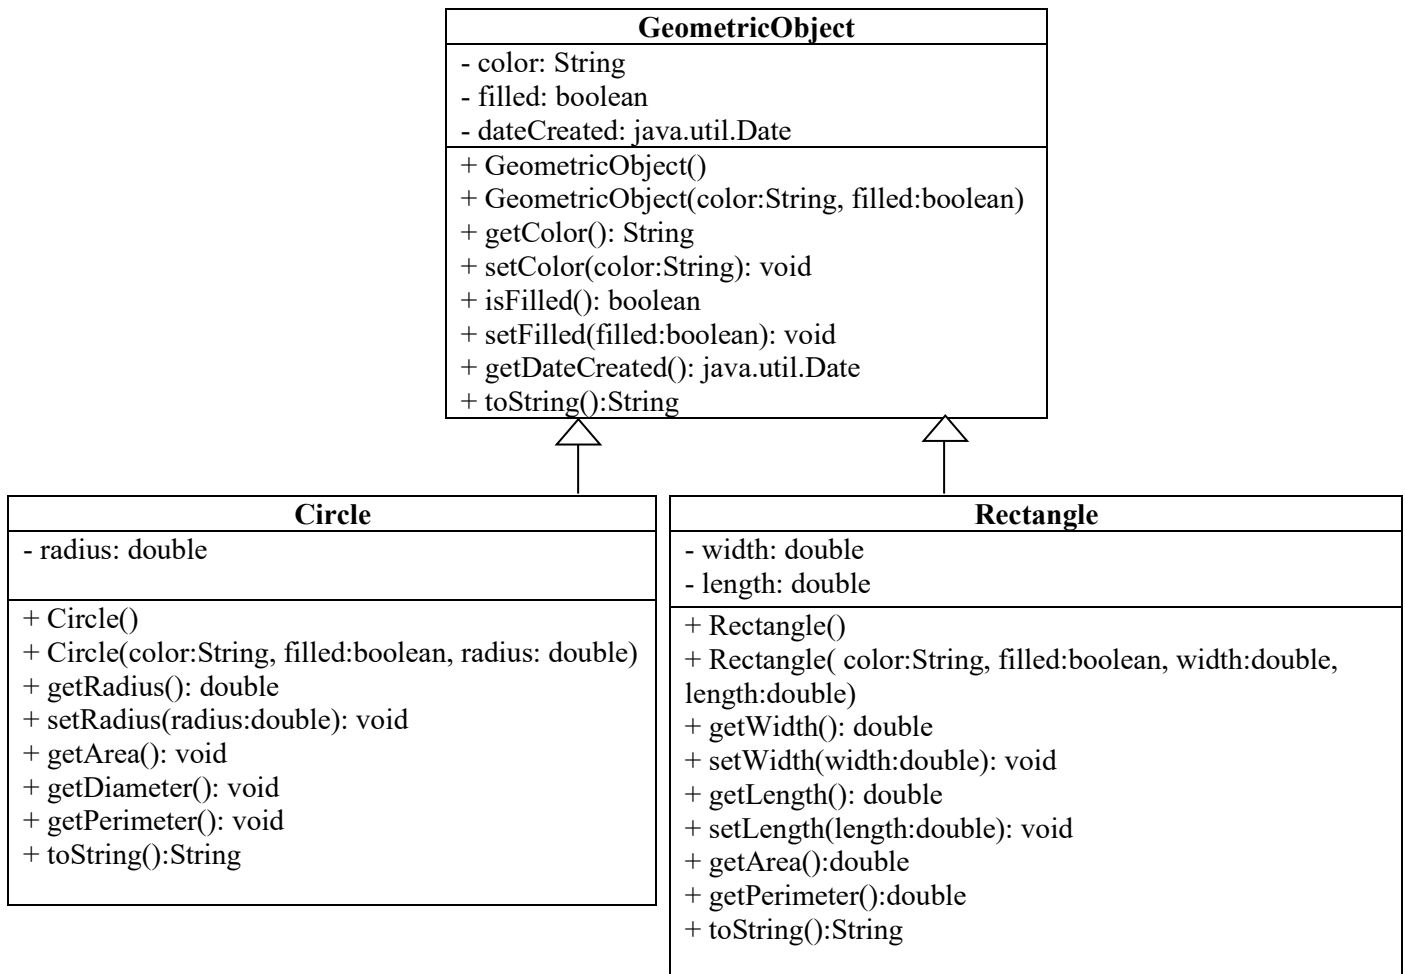 GeometricObject
- color: String
- filled: boolean
- dateCreated: java.util.Date
+ GeometricObject()
+ GeometricObject(color:String, filled:boolean)
+ getColor(): String
+ setColor(color:String): void
+ isFilled(): boolean
+ setFilled(filled:boolean): void
+ getDateCreated(): java.util.Date
+ toString():String
Circle
- radius: double
+ Circle()
+ Circle(color:String, filled:boolean, radius: double)
+ getRadius(): double
+ setRadius(radius:double): void
+ getArea(): void
+ getDiameter(): void
+ getPerimeter(): void
+ toString():String
Rectangle
- width: double
- length: double
+ Rectangle()
+ Rectangle( color:String, filled:boolean, width:double,
length:double)
+ getWidth(): double
+ setWidth(width:double): void
+ getLength(): double
+ setLength(length:double): void
+ getArea():double
+ getPerimeter():double
+ toString():String